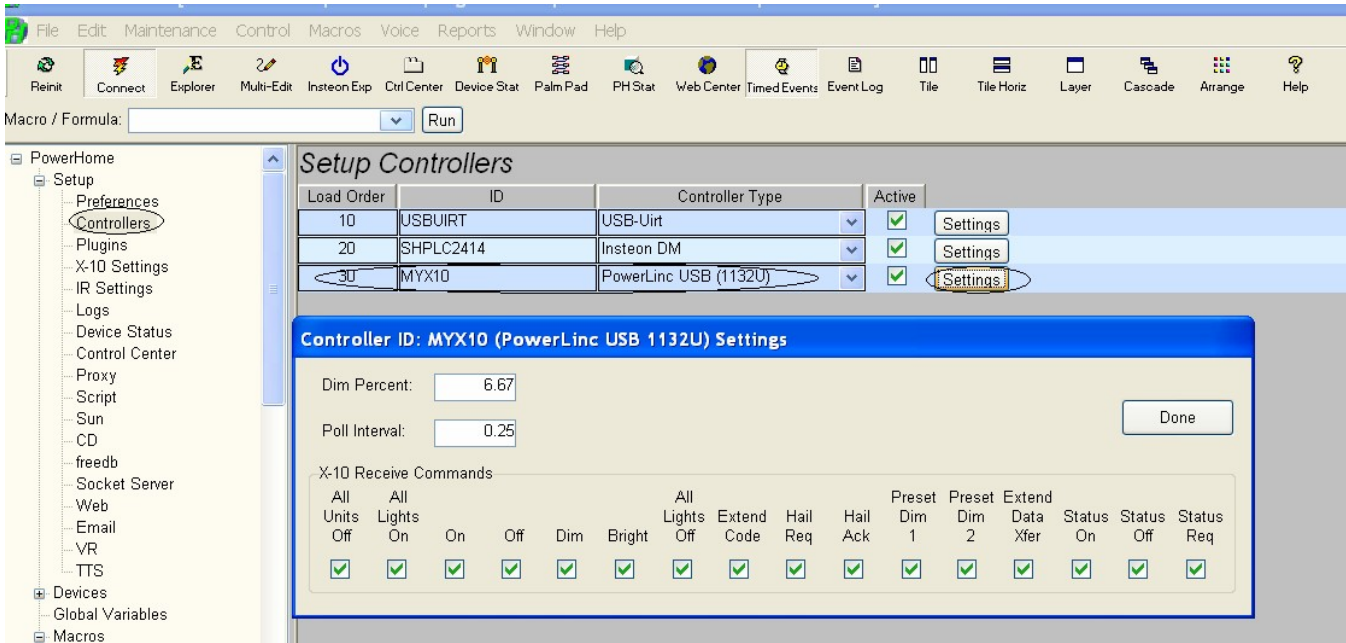 File Edit Maintenance Control Macros Voice Reports Window Help
Reinit Connect Explorer Multi-Edit Insteon Exp Ctrl Center Device Stat Palm Pad PH Stat Web Center Timed Events Event Log Tile Tile Horiz Layer Cascade Arrange Help
Macro / Formula: Run
PowerHome
Setup
Preferences
Controllers
Plugins
X-10 Settings
IR Settings
Logs
Device Status
Control Center
Proxy
Script
Sun
CD
freedb
Socket Server
Web
Email
VR
TTS
Devices
Global Variables
Macros
Setup Controllers
Load Order ID Controller Type Active
10 USBUIRT USB-Uirt Settings
20 SHPLC2414 Insteon DM Settings
30 MYX10 PowerLinc USB (1132U) Settings
Controller ID: MYX10 (PowerLinc USB 1132U) Settings
Dim Percent: 6.67
Done
Poll Interval: 0.25
X-10 Receive Commands
All All All Preset Preset Extend
Units Lights Lights Extend Hail Hail Dim Dim Data Status Status Status
Off On On Off Dim Bright Off Code Req Ack 1 2 Xfer On Off Req